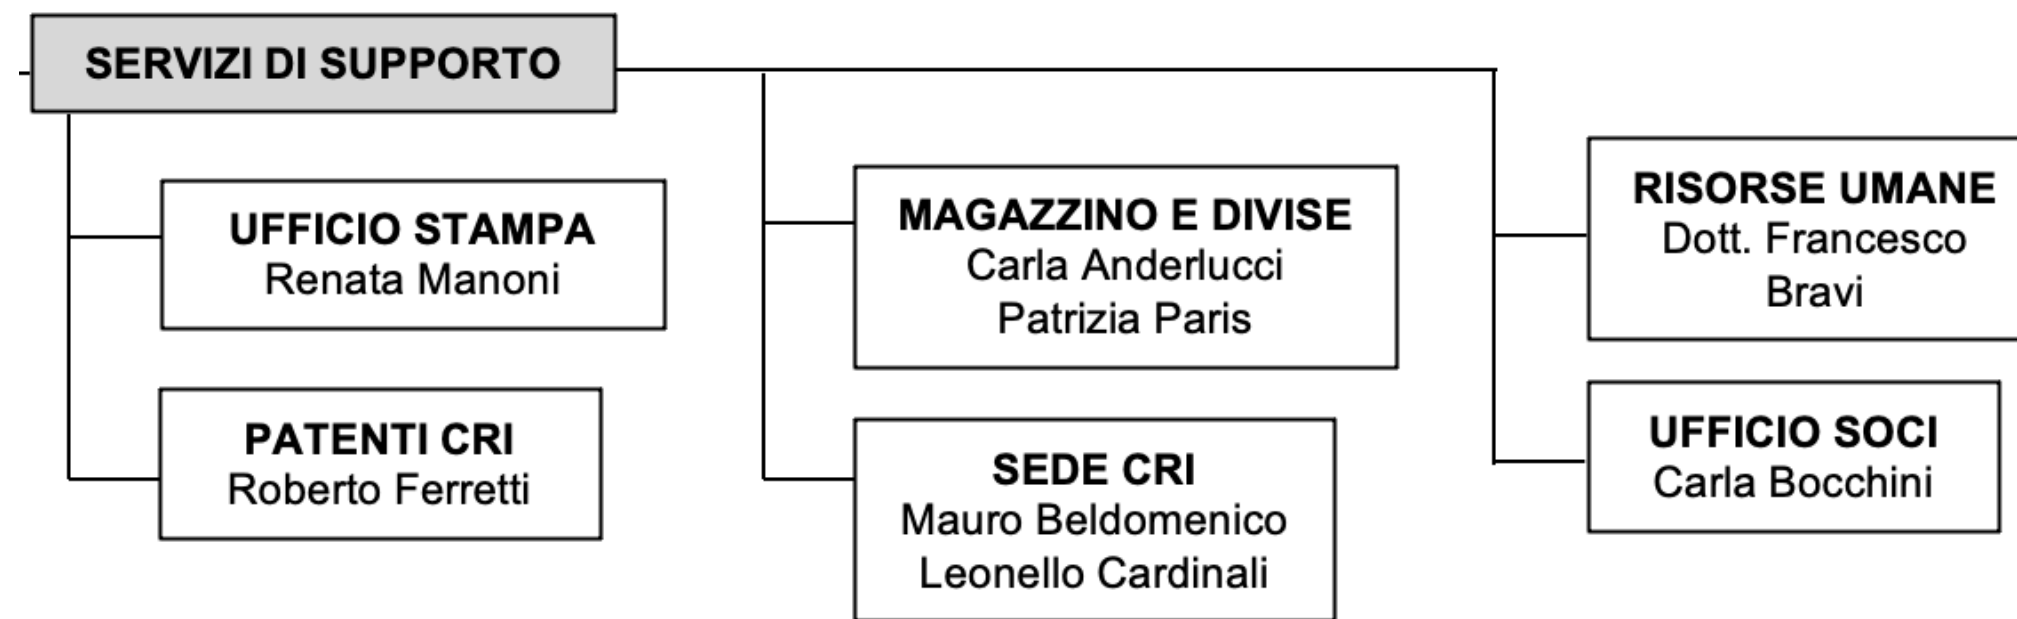 SERVIZI DI SUPPORTO
UFFICIO STAMPA
Renata Manoni
PATENTI CRI
Roberto Ferretti
MAGAZZINO E DIVISE
Carla Anderlucci
Patrizia Paris
SEDE CRI
Mauro Beldomenico
Leonello Cardinali
RISORSE UMANE
Dott. Francesco
Bravi
UFFICIO SOCI
Carla Bocchini